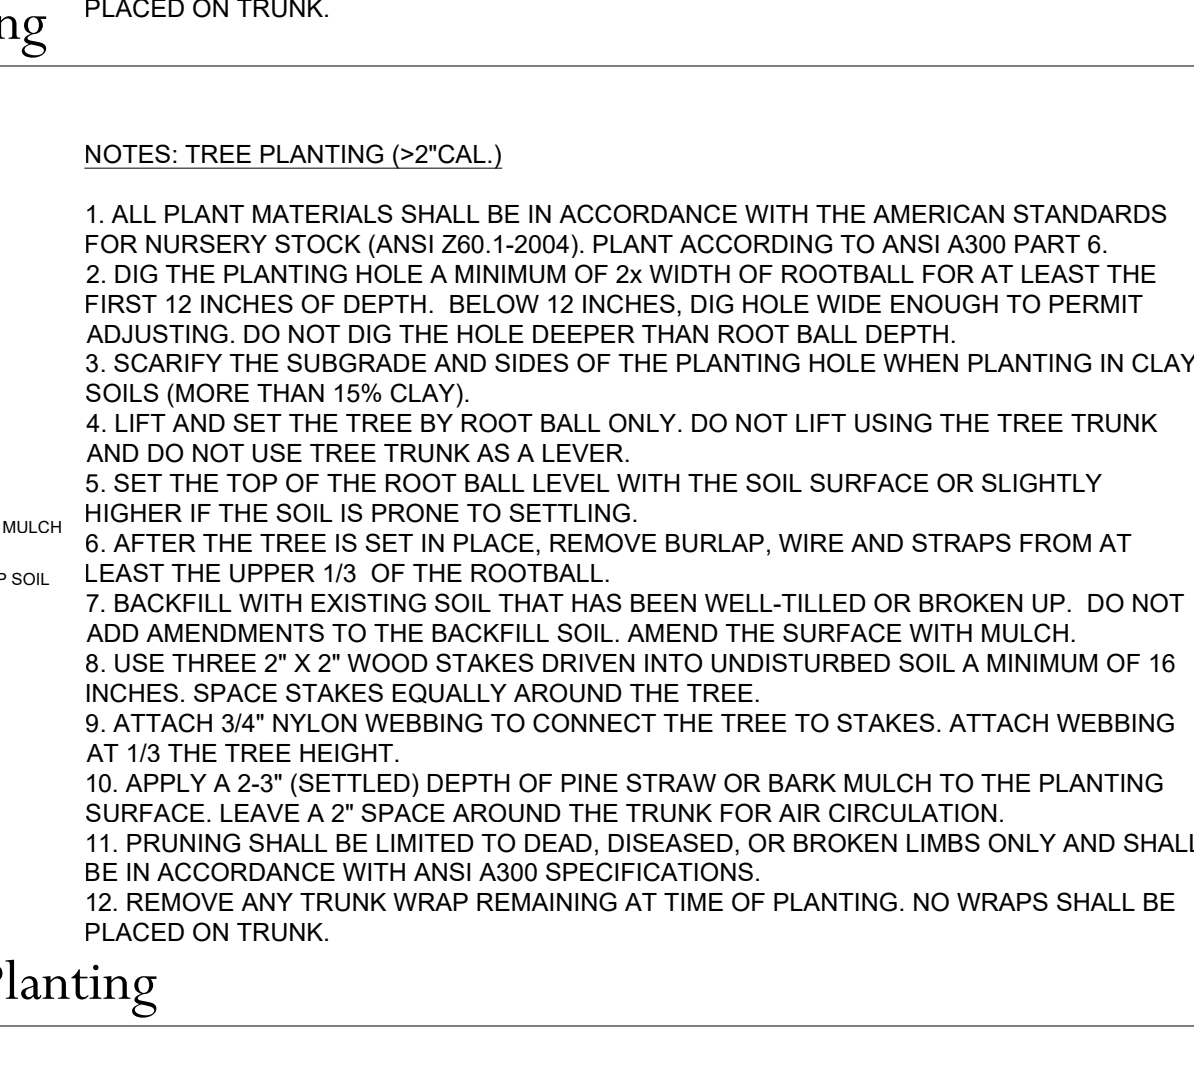 PLACED ON TRUNK.
ng
NOTES: TREE PLANTING (>2"CAL.)
1. ALL PLANT MATERIALS SHALL BE IN ACCORDANCE WITH THE AMERICAN STANDARDS
FOR NURSERY STOCK (ANSI Z60.1-2004). PLANT ACCORDING TO ANSI A300 PART 6.
2. DIG THE PLANTING HOLE A MINIMUM OF 2x WIDTH OF ROOTBALL FOR AT LEAST THE
FIRST 12 INCHES OF DEPTH.  BELOW 12 INCHES, DIG HOLE WIDE ENOUGH TO PERMIT
ADJUSTING. DO NOT DIG THE HOLE DEEPER THAN ROOT BALL DEPTH.
3. SCARIFY THE SUBGRADE AND SIDES OF THE PLANTING HOLE WHEN PLANTING IN CLAY
SOILS (MORE THAN 15% CLAY).
4. LIFT AND SET THE TREE BY ROOT BALL ONLY. DO NOT LIFT USING THE TREE TRUNK
AND DO NOT USE TREE TRUNK AS A LEVER.
5. SET THE TOP OF THE ROOT BALL LEVEL WITH THE SOIL SURFACE OR SLIGHTLY
HIGHER IF THE SOIL IS PRONE TO SETTLING.
MULCH
6. AFTER THE TREE IS SET IN PLACE, REMOVE BURLAP, WIRE AND STRAPS FROM AT
LEAST THE UPPER 1/3  OF THE ROOTBALL.
P SOIL
7. BACKFILL WITH EXISTING SOIL THAT HAS BEEN WELL-TILLED OR BROKEN UP.  DO NOT
ADD AMENDMENTS TO THE BACKFILL SOIL. AMEND THE SURFACE WITH MULCH.
8. USE THREE 2" X 2" WOOD STAKES DRIVEN INTO UNDISTURBED SOIL A MINIMUM OF 16
INCHES. SPACE STAKES EQUALLY AROUND THE TREE.
9. ATTACH 3/4" NYLON WEBBING TO CONNECT THE TREE TO STAKES. ATTACH WEBBING
AT 1/3 THE TREE HEIGHT.
10. APPLY A 2-3" (SETTLED) DEPTH OF PINE STRAW OR BARK MULCH TO THE PLANTING
SURFACE. LEAVE A 2" SPACE AROUND THE TRUNK FOR AIR CIRCULATION.
11. PRUNING SHALL BE LIMITED TO DEAD, DISEASED, OR BROKEN LIMBS ONLY AND SHALL
BE IN ACCORDANCE WITH ANSI A300 SPECIFICATIONS.
12. REMOVE ANY TRUNK WRAP REMAINING AT TIME OF PLANTING. NO WRAPS SHALL BE
PLACED ON TRUNK.
Planting